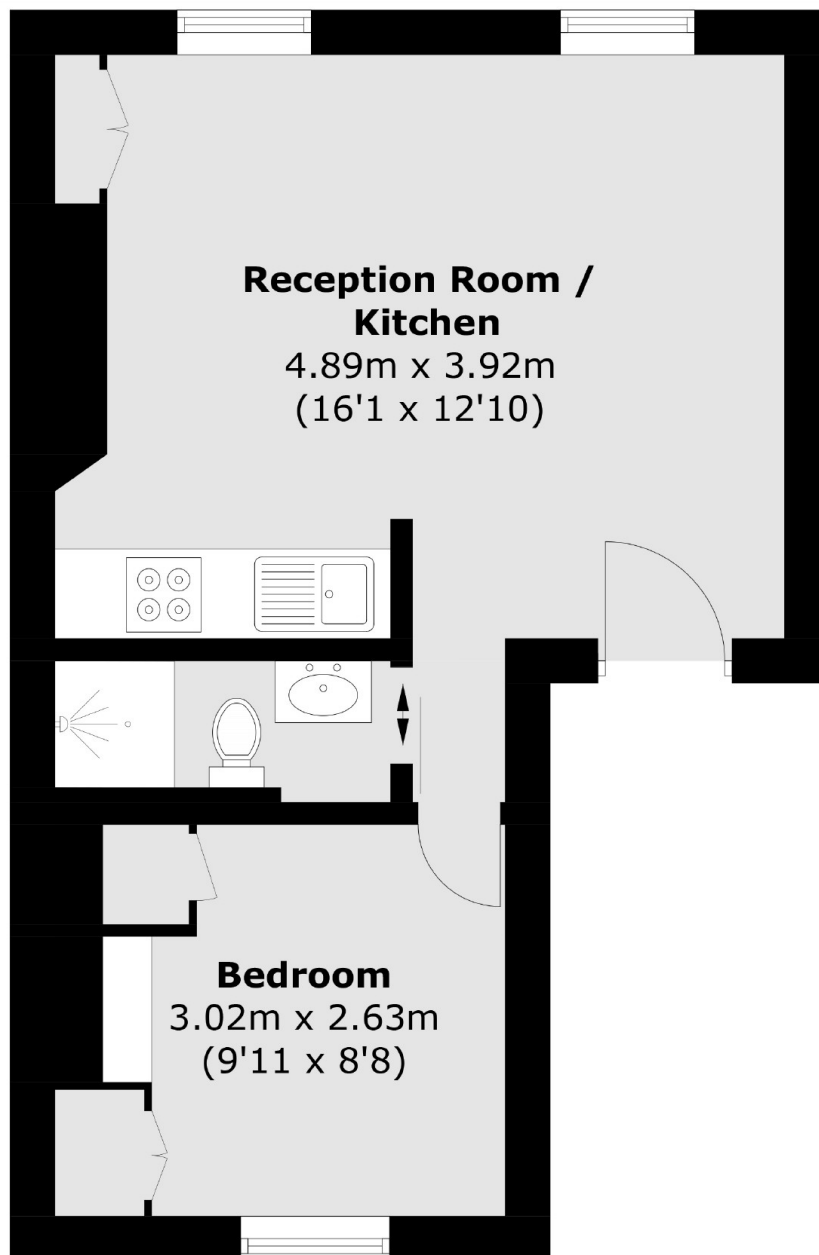 Reception Room /
Kitchen
4.89m x 3.92m
(16'1 x 12'10)
Bedroom
3.02m x 2.63m
(9'11 x 8'8)